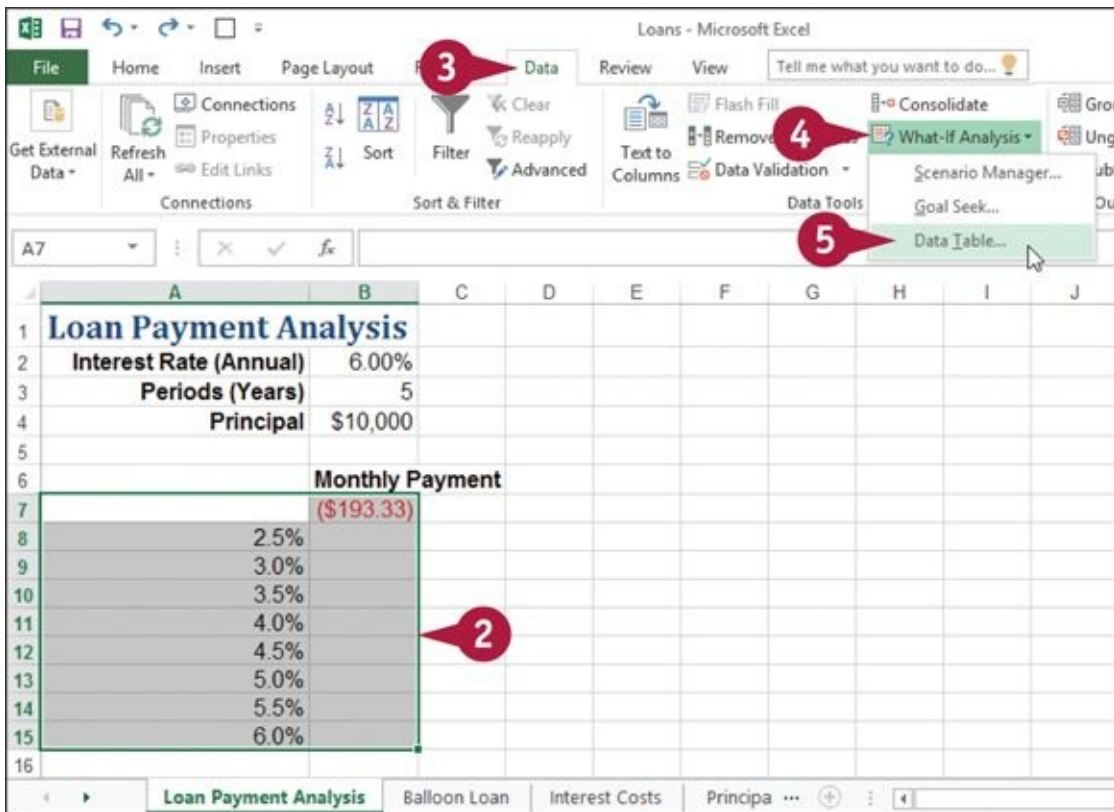 Loans - Microsoft Excel
File Home Insert Page Layout F 3 Data Review View Tell me what you want to do...
Get External Data
Refresh All
Connections
Properties
Edit Links
Connections
A Z
Z A
Z A A Z
Sort
Filter
Clear
Reapply
Advanced
Sort & Filter
Text to Columns
Flash Fill
Remov
Data Validation
Data Tools
Consolidate
4 What-If Analysis
Scenario Manager...
Goal Seek...
5 Data Table...
Grou
Ung
ub
Ou
A7 fx
A B C D E F G H I J
1 Loan Payment Analysis
2 Interest Rate (Annual) 6.00%
3 Periods (Years) 5
4 Principal $10,000
5
6 Monthly Payment
7 ($193.33)
8 2.5%
9 3.0%
10 3.5%
11 4.0%
12 4.5%
2
13 5.0%
14 5.5%
15 6.0%
16
Loan Payment Analysis Balloon Loan Interest Costs Principa ...